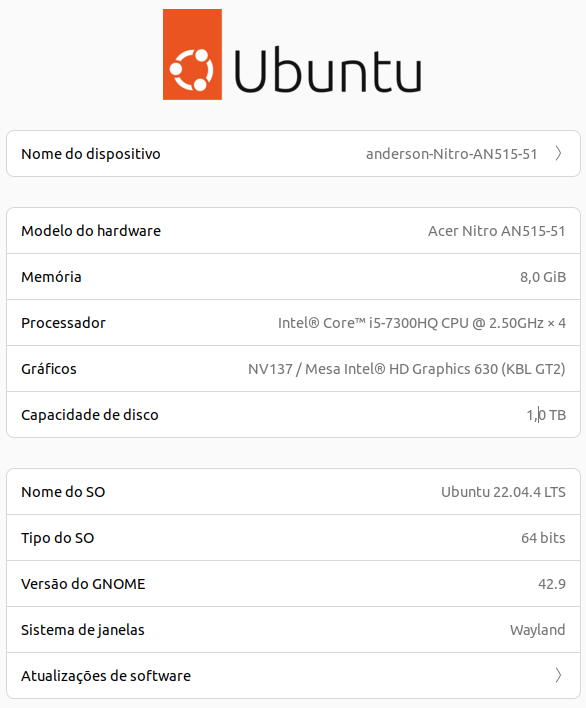 Ubuntu
Nome do dispositivo anderson-Nitro-AN515-51
Modelo do hardware Acer Nitro AN515-51
Memória 8,0 GiB
Processador Intel® Core™ i5-7300HQ CPU @ 2.50GHz × 4
Gráficos NV137 / Mesa Intel® HD Graphics 630 (KBL GT2)
Capacidade de disco 1,0 TB
Nome do SO Ubuntu 22.04.4 LTS
Tipo do SO 64 bits
Versão do GNOME 42.9
Sistema de janelas Wayland
Atualizações de software